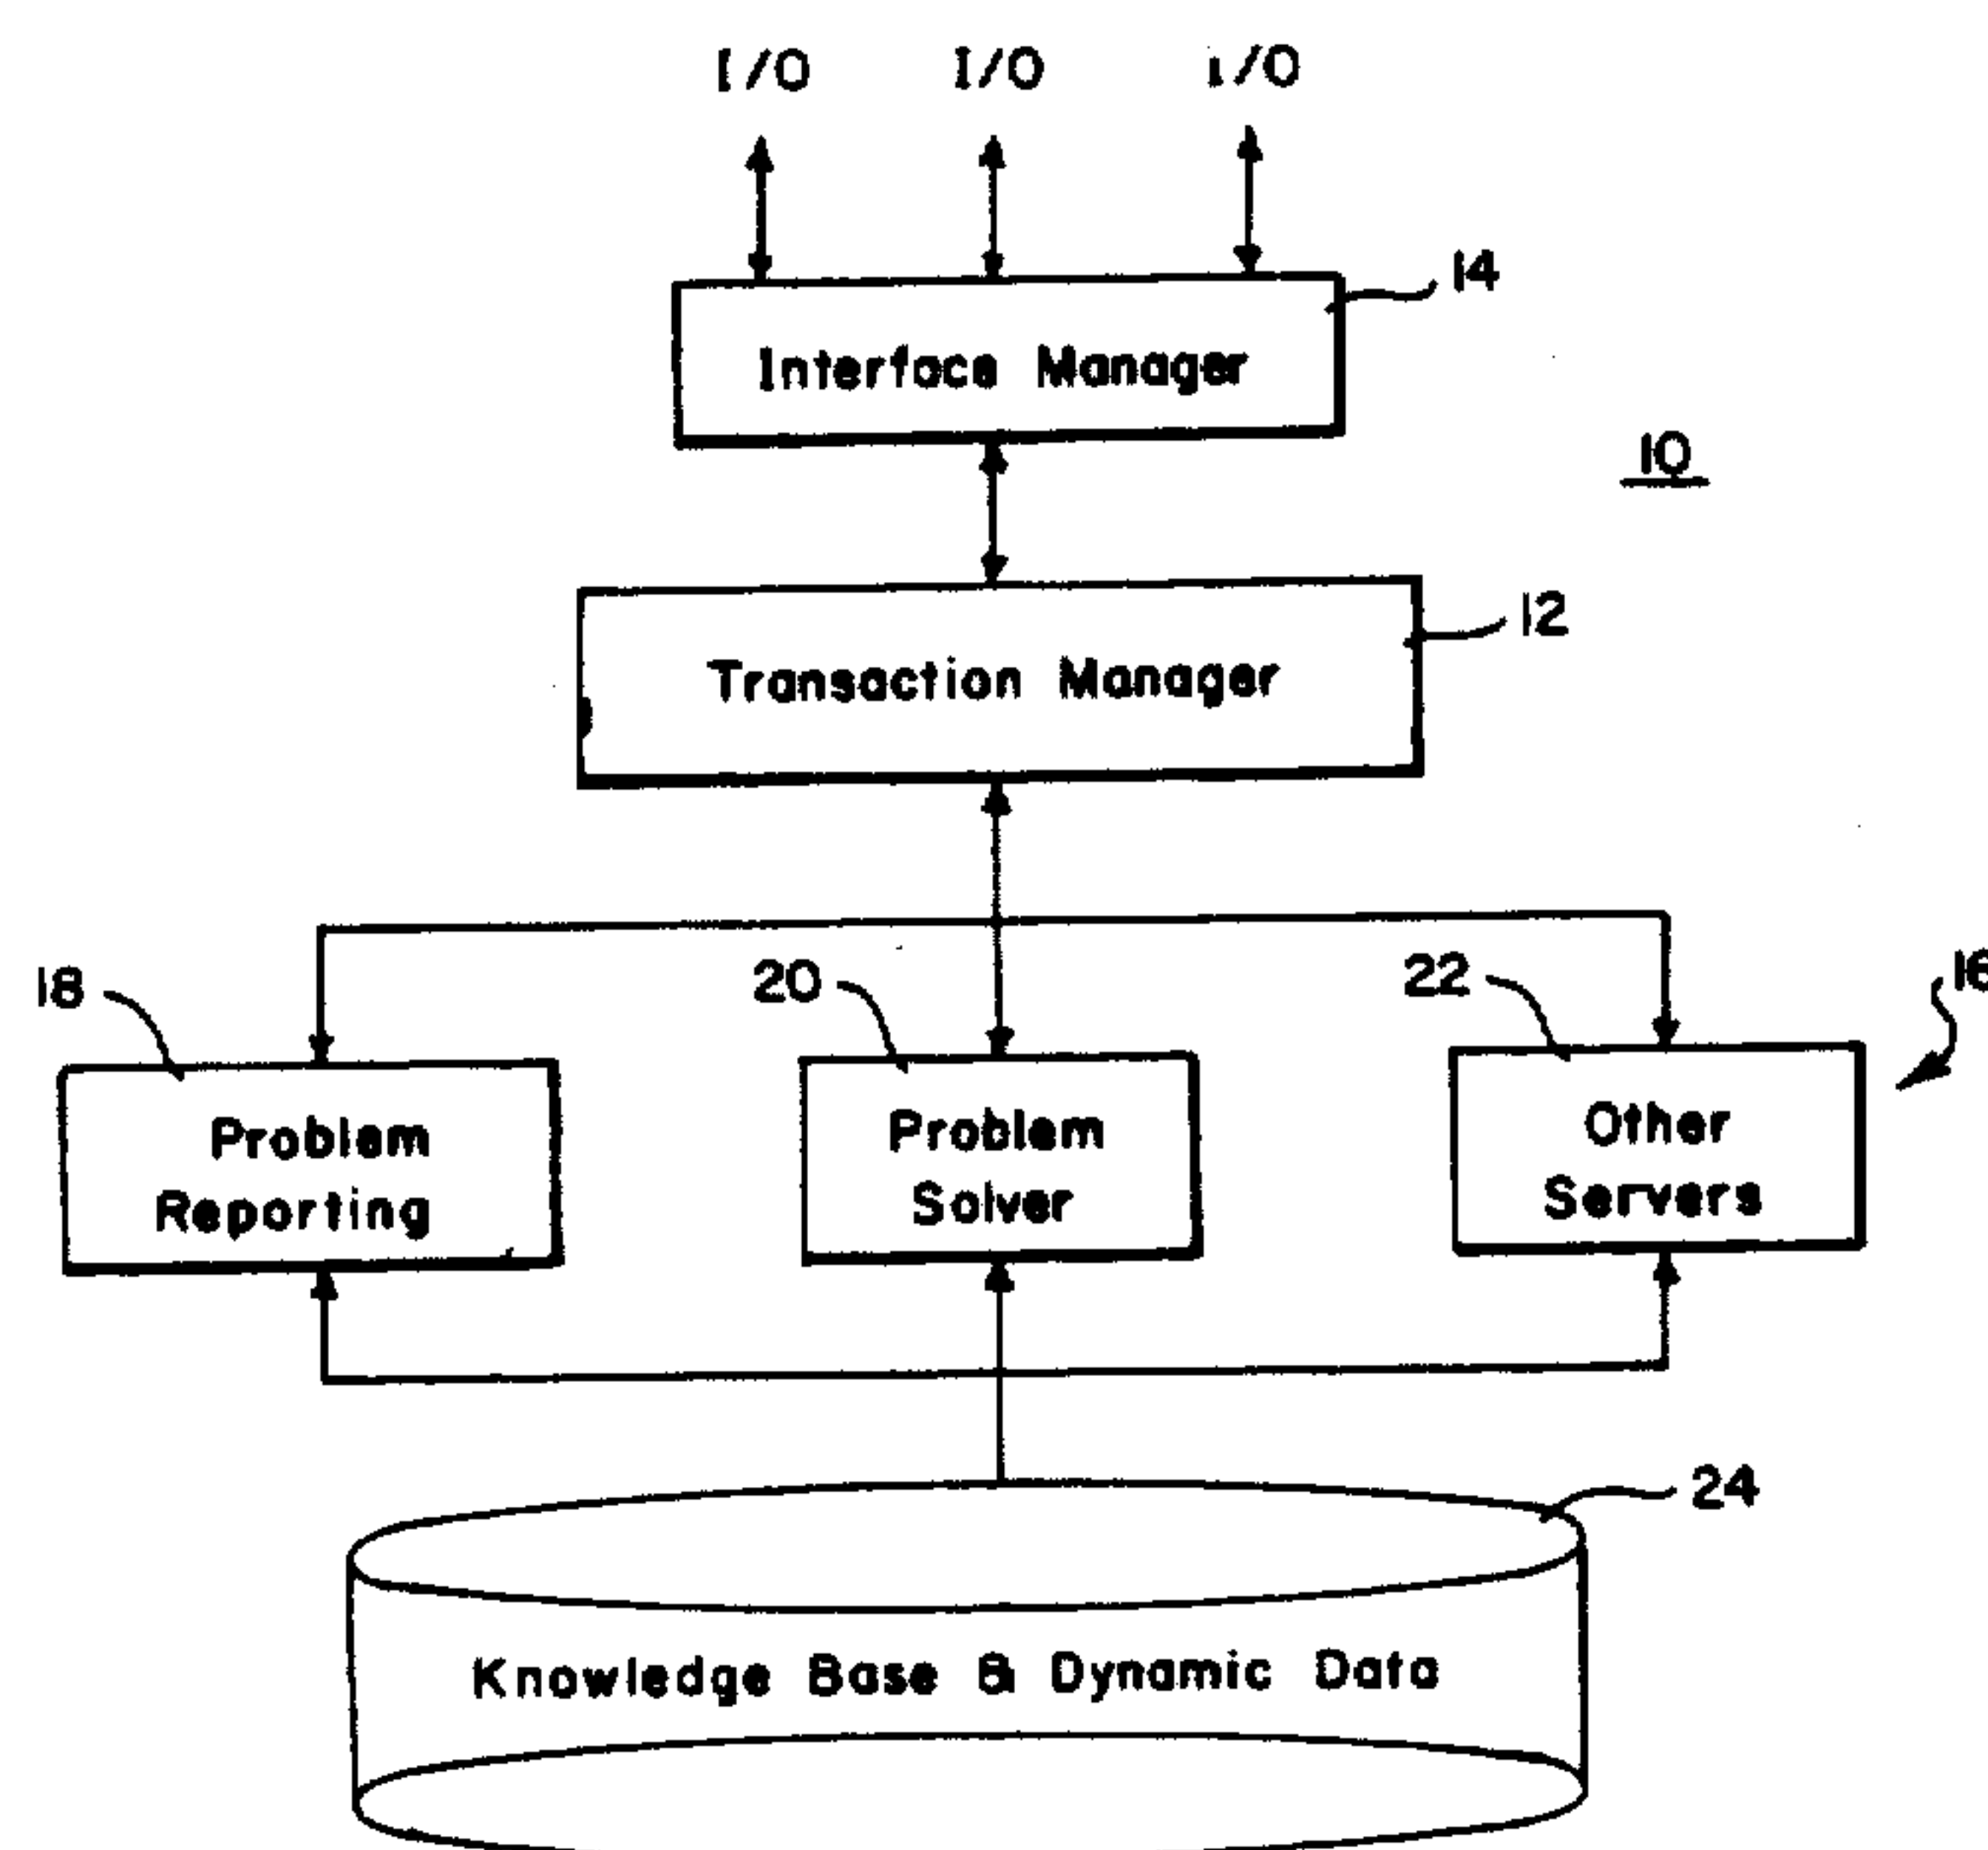 I/O I/O I/O
14
Interface Manager
10
12
Transaction Manager
18 20 22 16
Problem
Reporting
Problem
Solver
Other
Servers
24
Knowledge Base & Dynamic Data